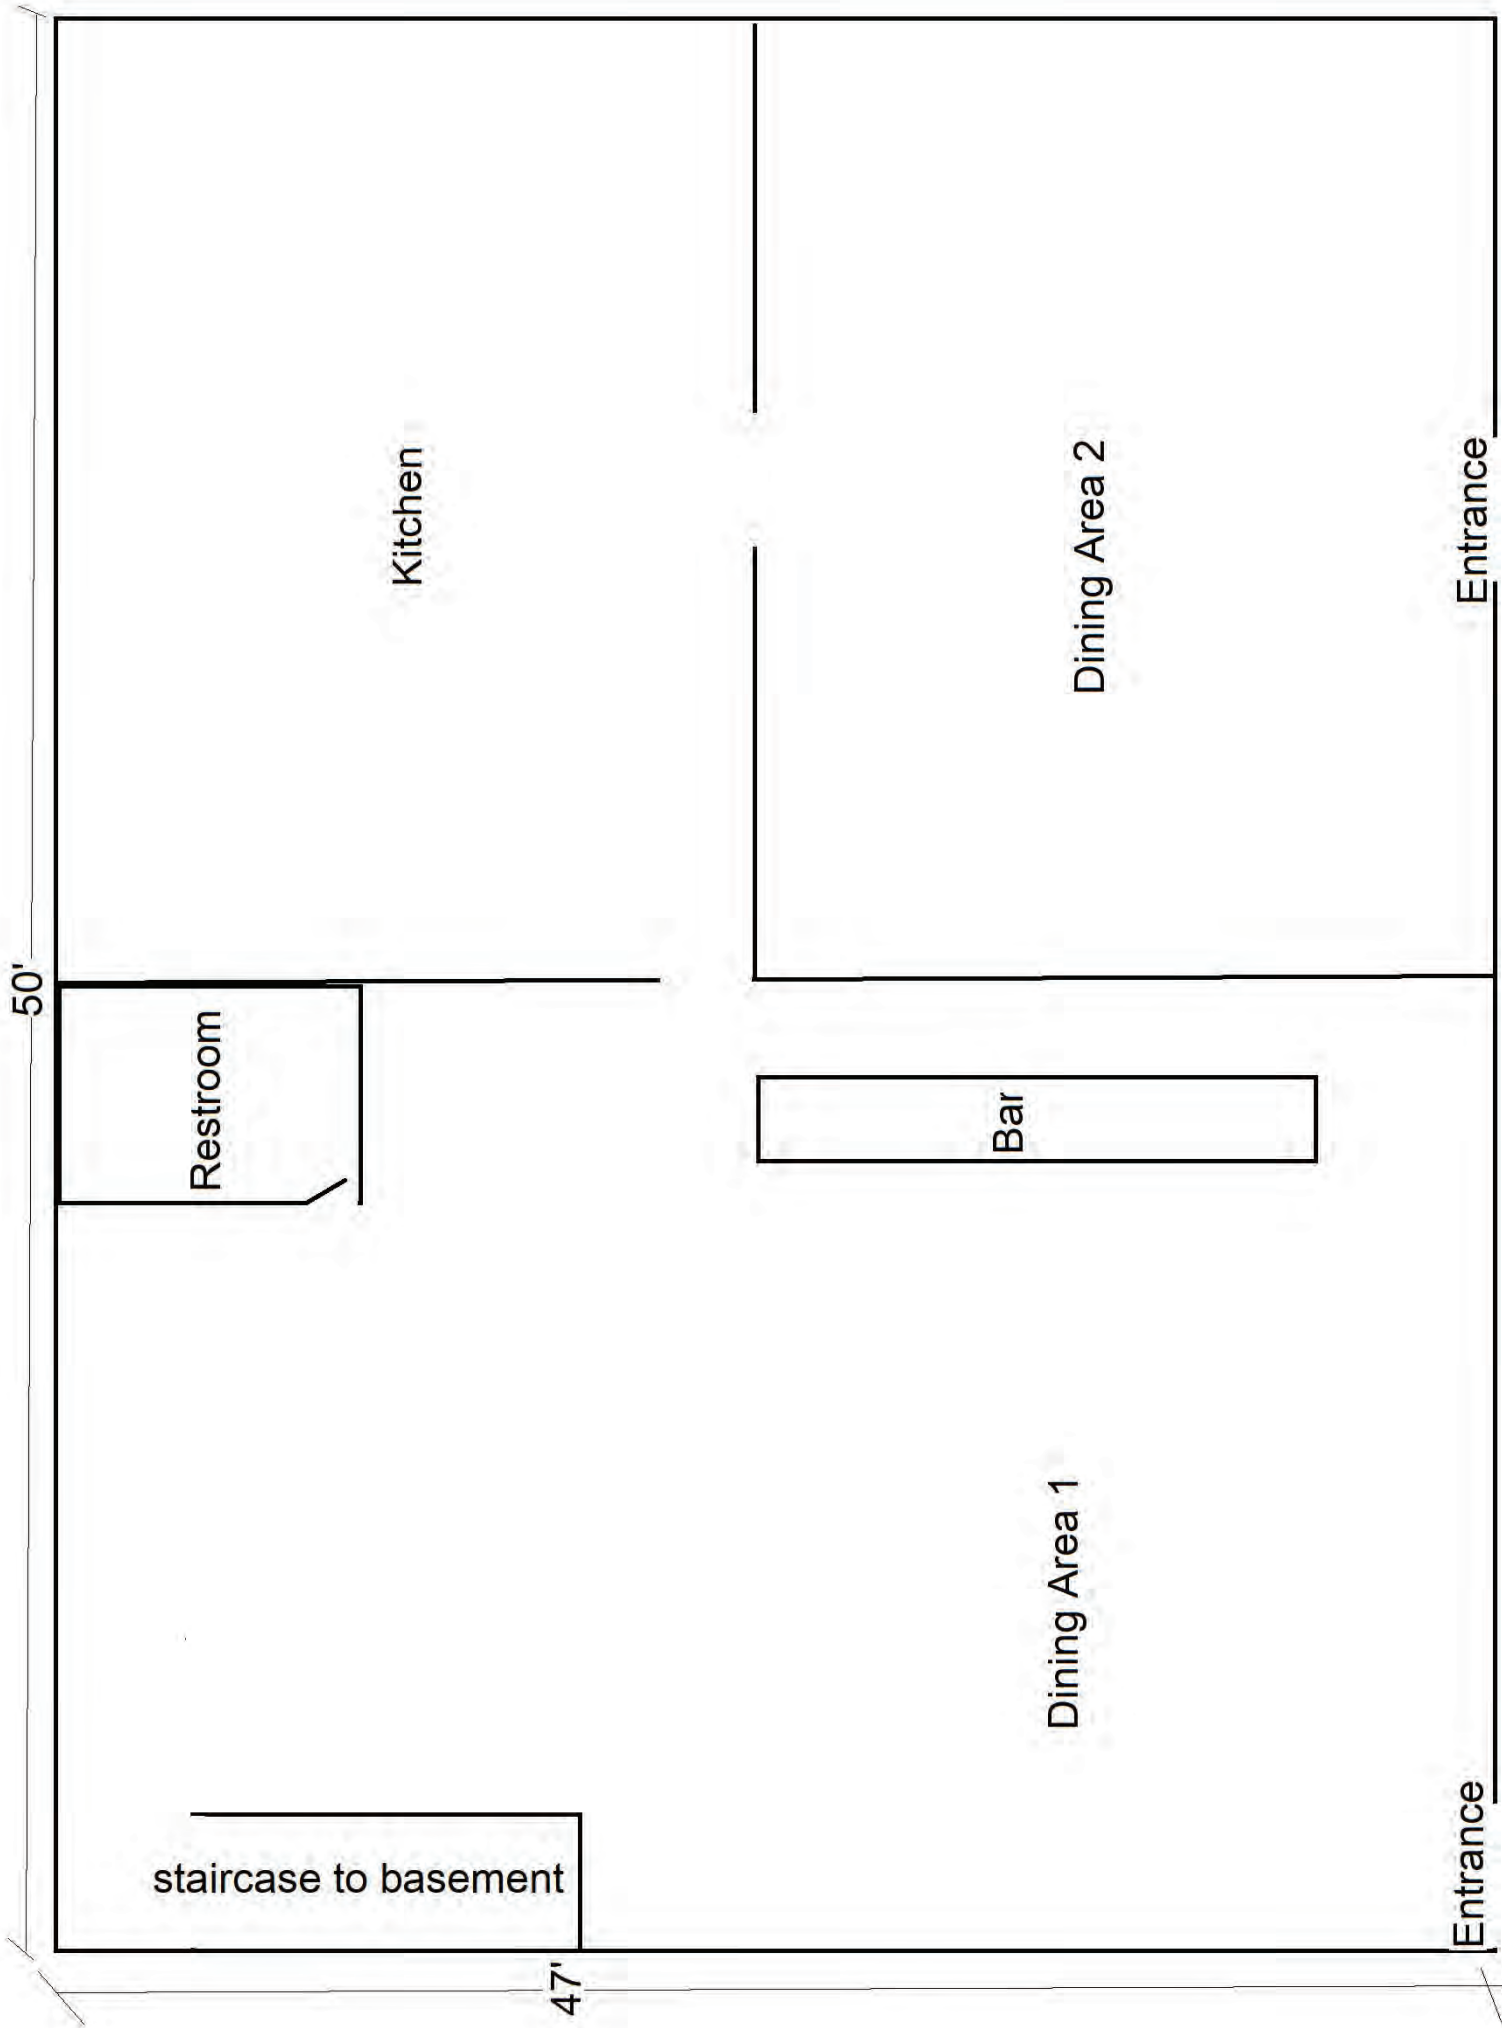 50'
Restroom
Kitchen
staircase to basement
47'
Bar
Dining Area 1
Dining Area 2
Entrance
Entrance